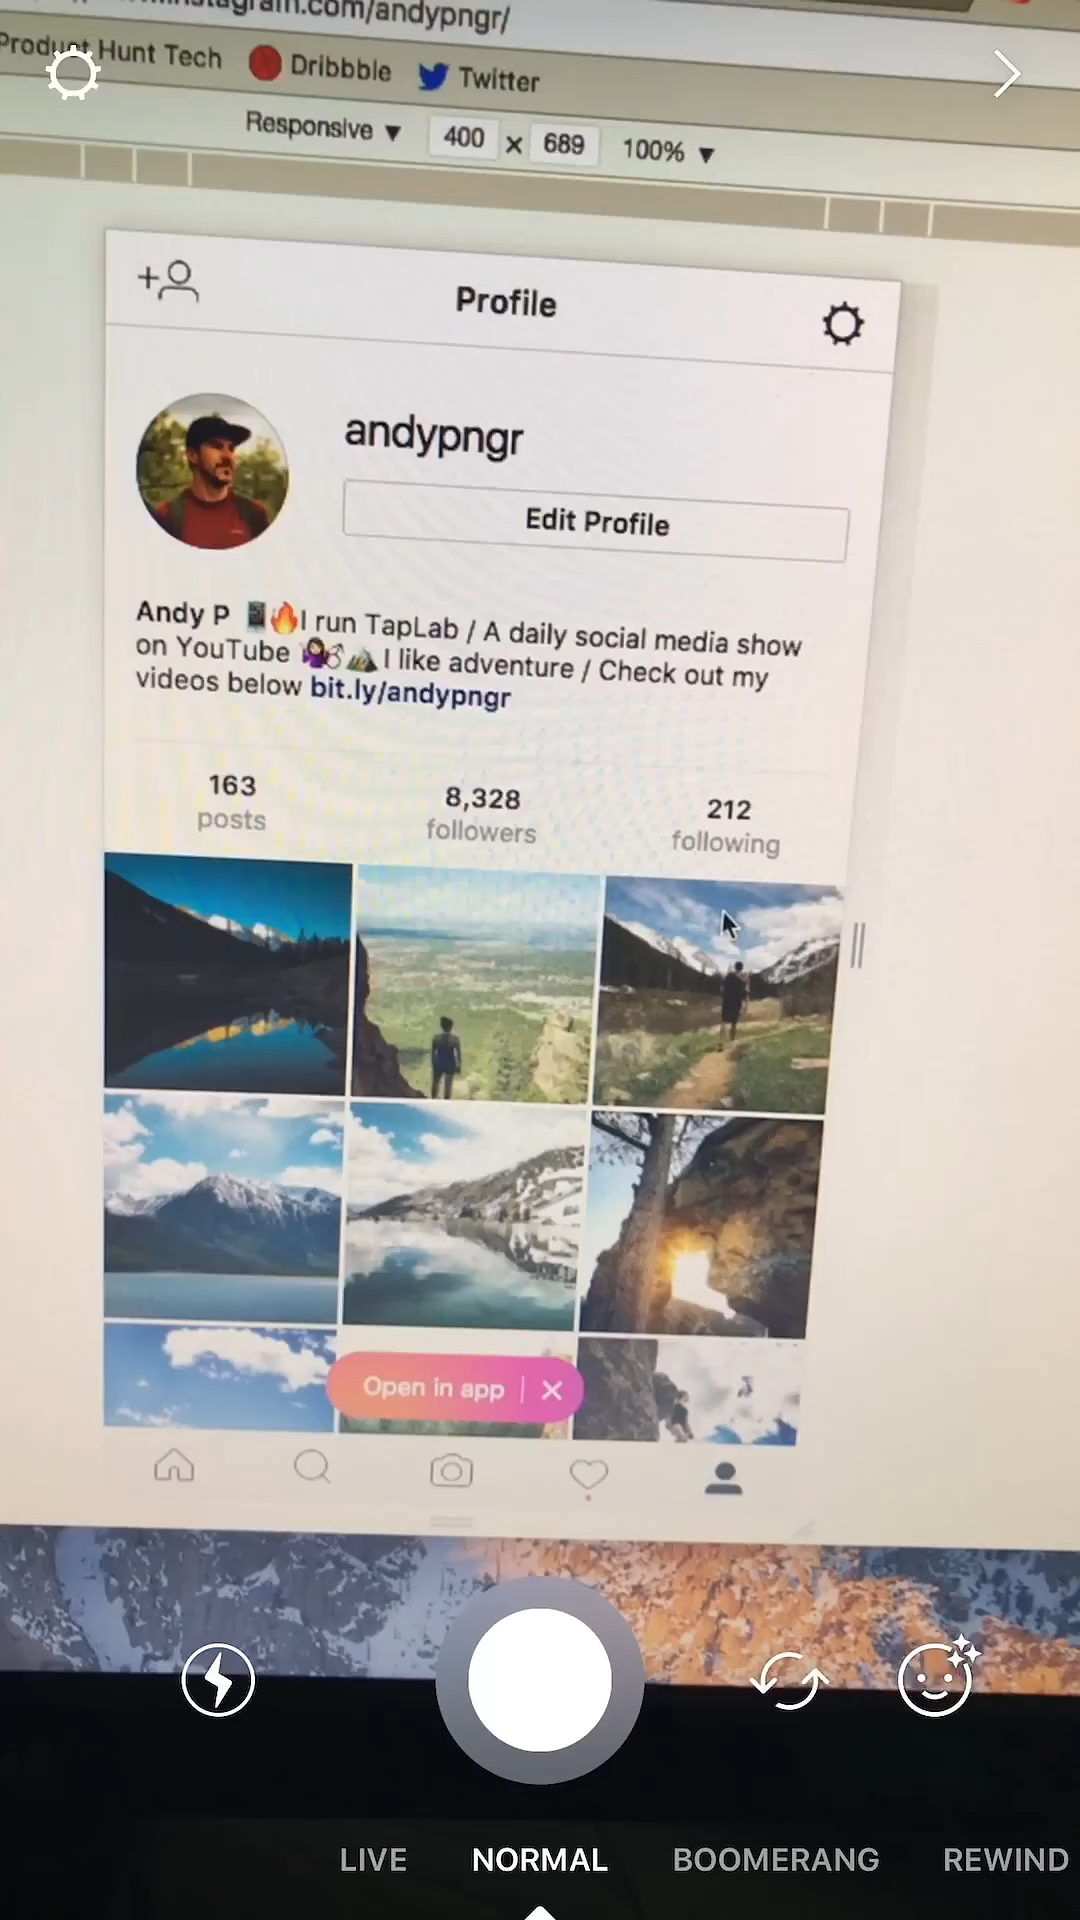 instagram.com/andypngr/
Product Hunt Tech Dribbble Twitter
Responsive ▼ 400 × 689 100% ▼
Profile
andypngr
Edit Profile
Andy P 📱🔥I run TapLab / A daily social media show
on YouTube 🤷🏽‍♂️🏔️ I like adventure / Check out my
videos below bit.ly/andypngr
163 posts
8,328 followers
212 following
Open in app
LIVE NORMAL BOOMERANG REWIND